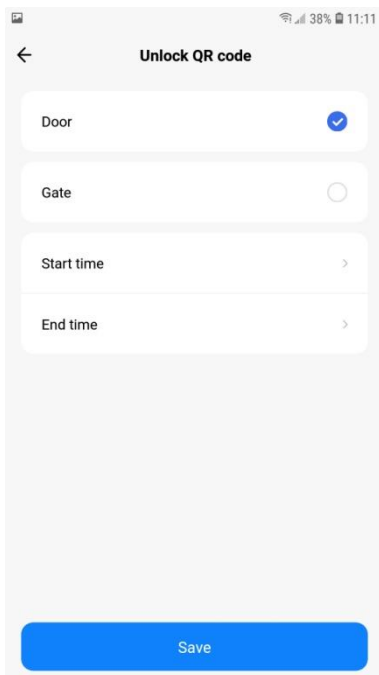 38% 11:11
Unlock QR code
Door
Gate
Start time
End time
Save